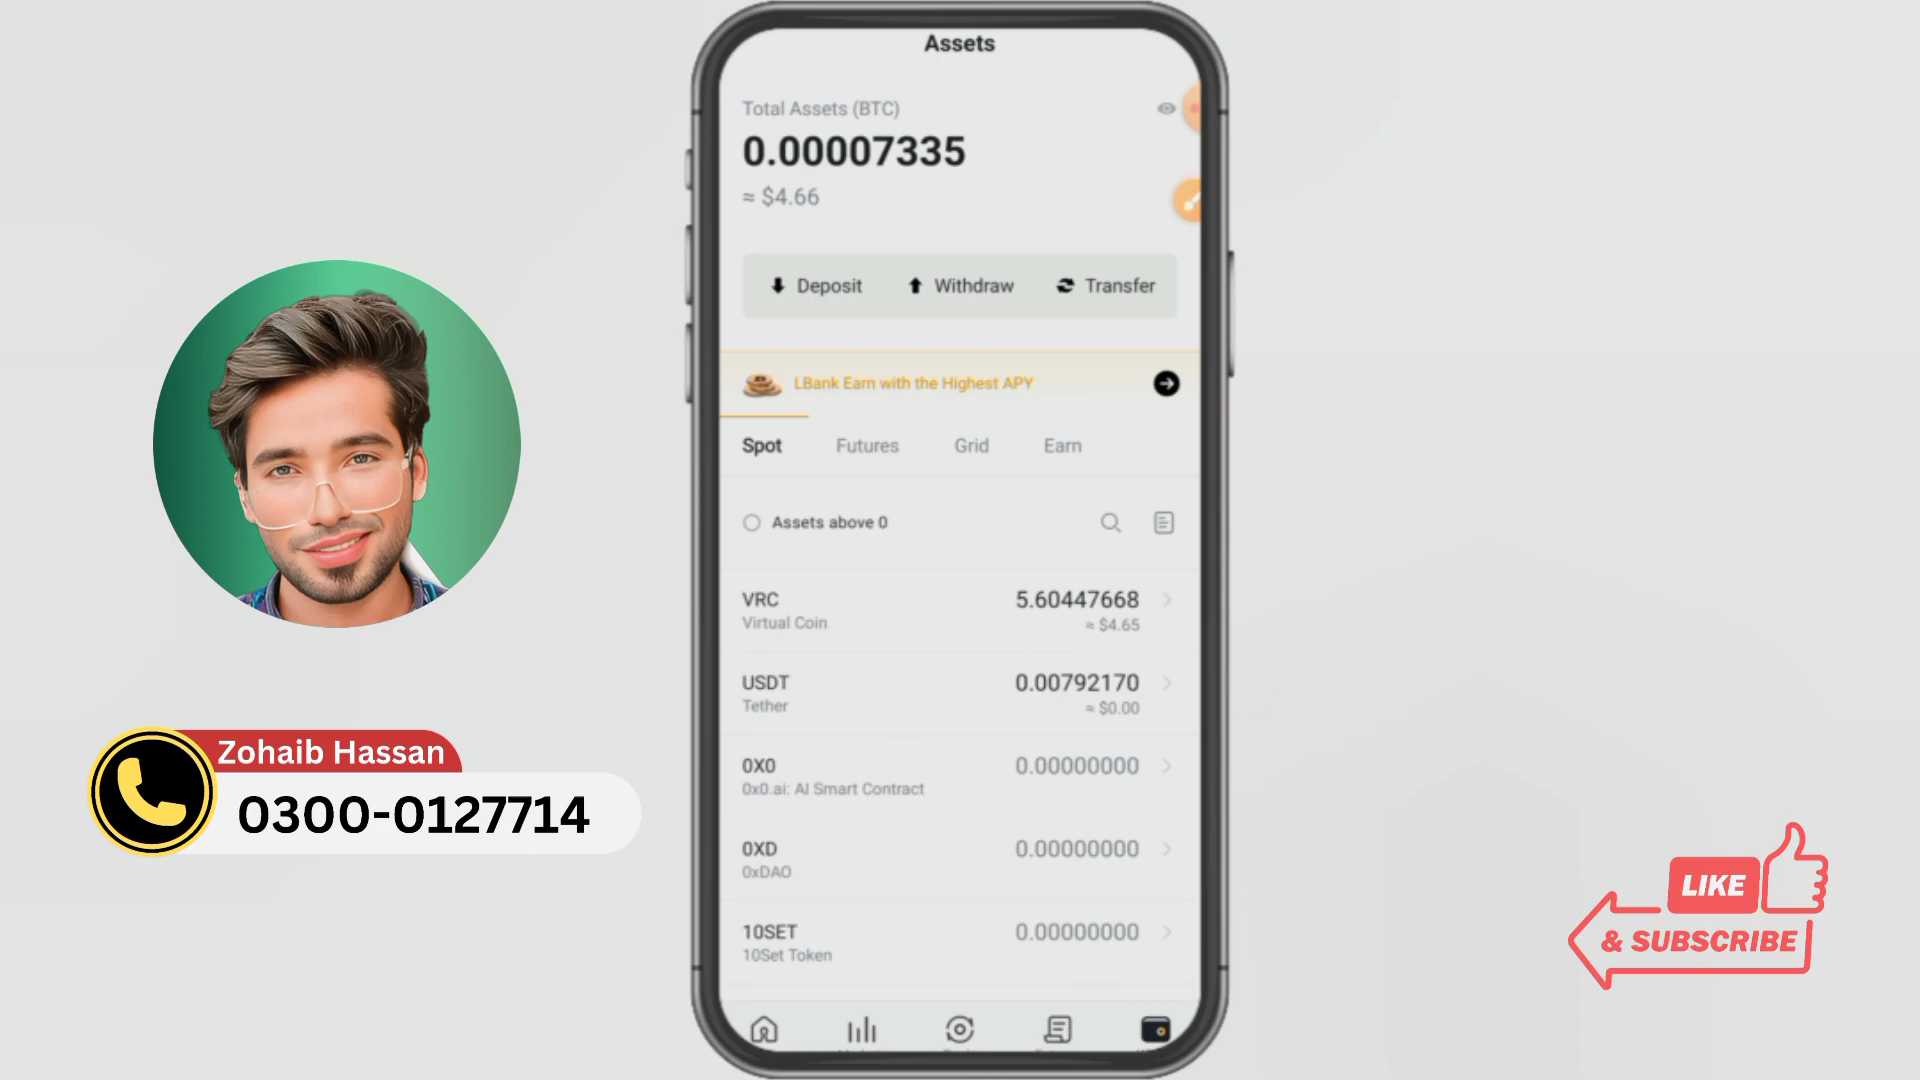 Assets
Total Assets (BTC)
0.00007335
≈ $4.66
Deposit
Withdraw
Transfer
LBank Earn with the Highest APY
Spot
Futures
Grid
Earn
Assets above 0
VRC
5.60447668
Virtual Coin
≈ $4.65
USDT
0.00792170
Tether
≈ $0.00
0X0
0.00000000
0x0.ai: AI Smart Contract
0XD
0.00000000
0xDAO
10SET
0.00000000
10Set Token
Zohaib Hassan
0300-0127714
LIKE
& SUBSCRIBE